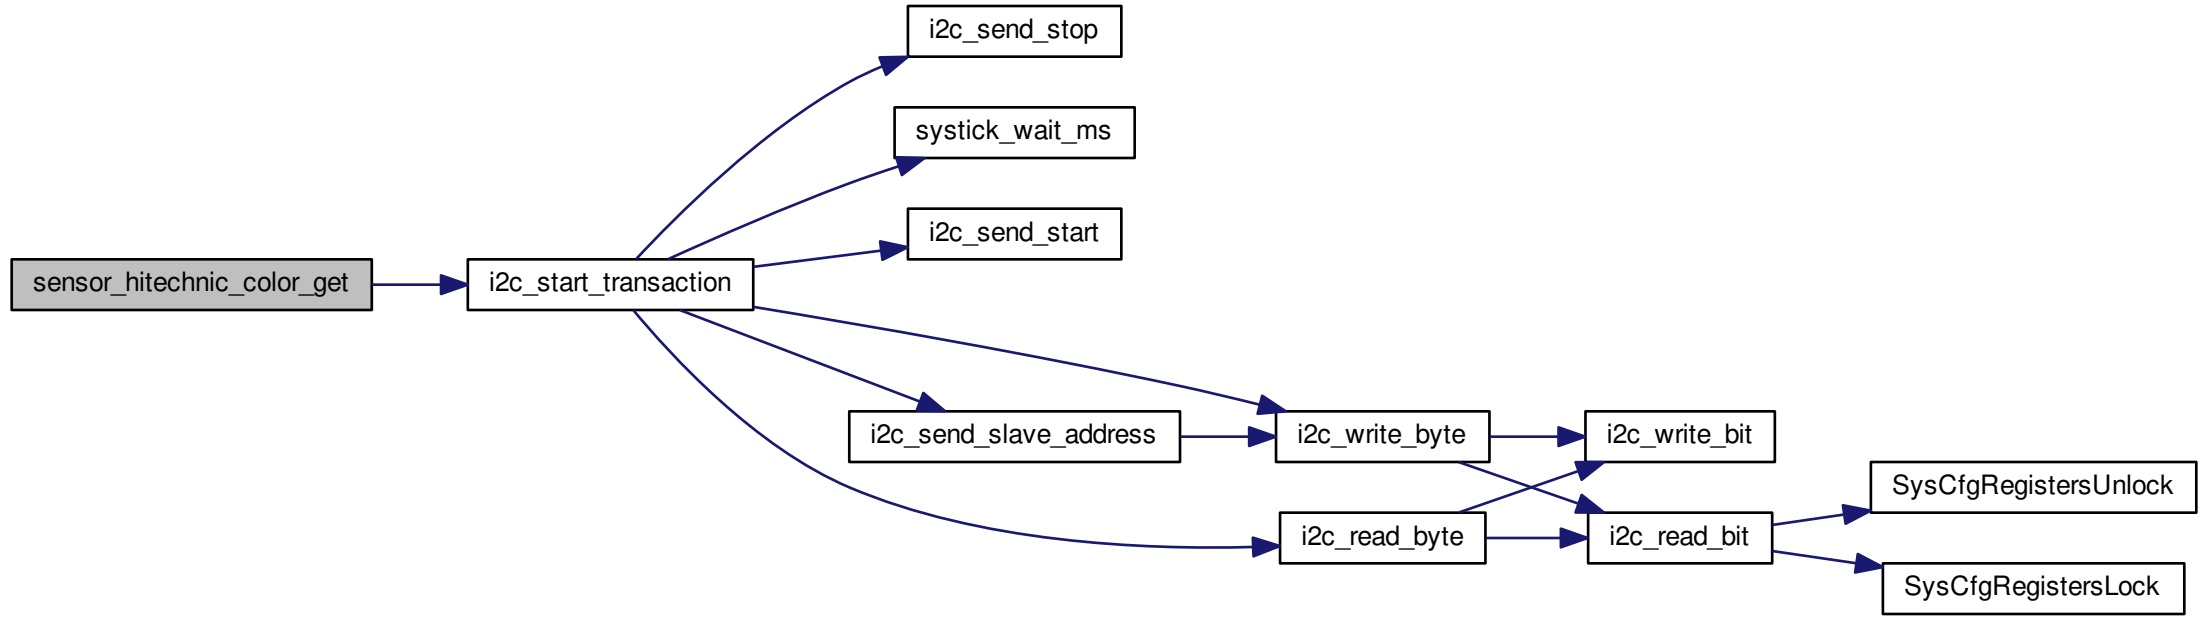 i2c_send_stop
systick_wait_ms
i2c_send_start
sensor_hitechnic_color_get
i2c_start_transaction
i2c_send_slave_address
i2c_write_byte
i2c_write_bit
SysCfgRegistersUnlock
i2c_read_byte
i2c_read_bit
SysCfgRegistersLock